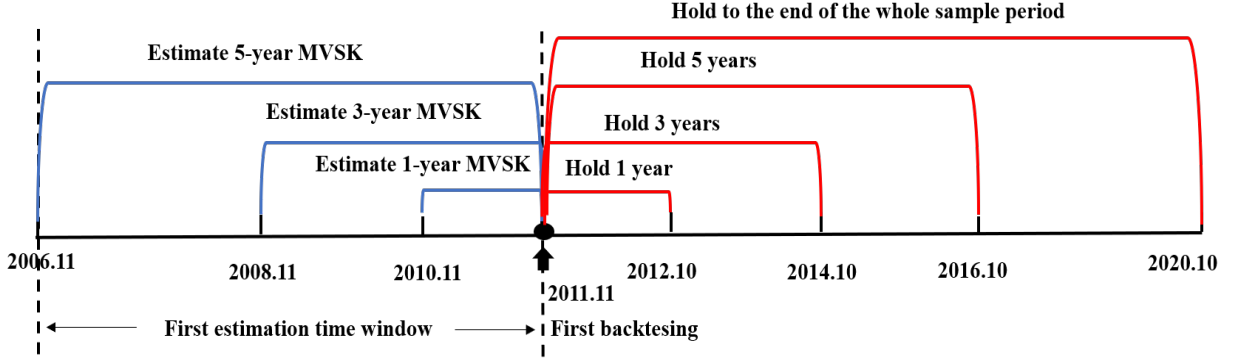 Hold to the end of the whole sample period
Estimate 5-year MVSK
Hold 5 years
Estimate 3-year MVSK
Hold 3 years
Estimate 1-year MVSK
Hold 1 year
2006.11
2008.11
2010.11
2011.11
2012.10
2014.10
2016.10
2020.10
First estimation time window
First backtesing